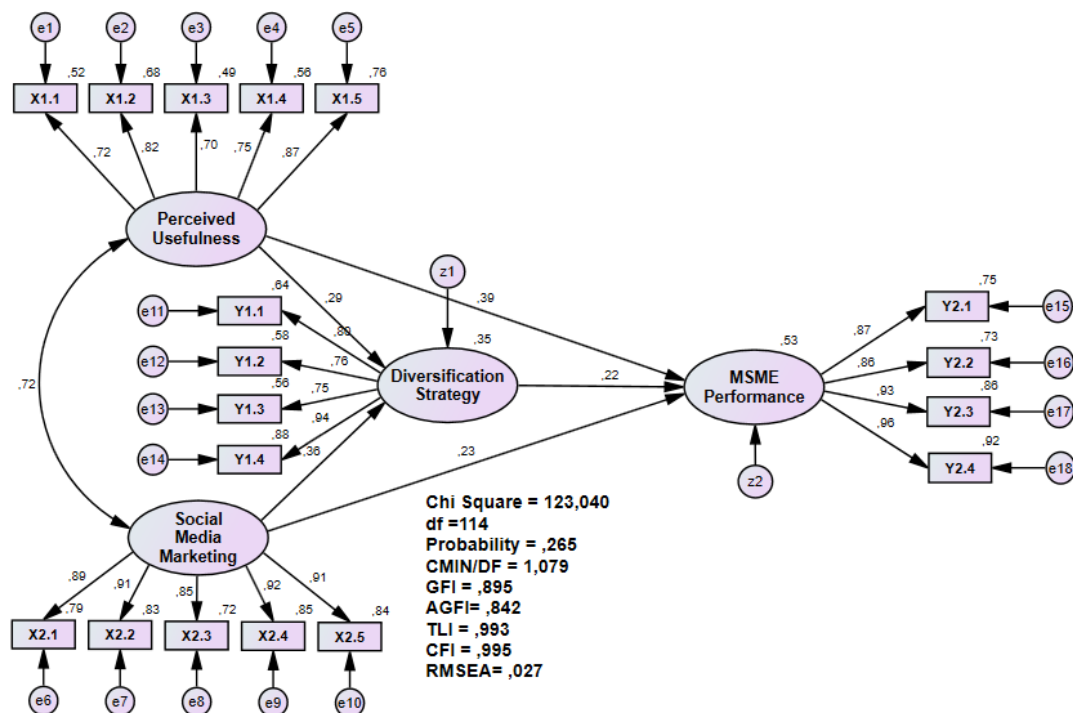 e1 e2 e3 e4 e5
,52 ,68 ,49 ,56 ,76
X1.1 X1.2 X1.3 X1.4 X1.5
,72 ,82 ,70 ,75 ,87
Perceived
Usefulness
z1
,29
,39
,72
e11 Y1.1 ,64 ,80
e12 Y1.2 ,58 ,76
e13 Y1.3 ,56 ,75
e14 Y1.4 ,88 ,94
,35
Diversification
Strategy
,22
,53
MSME
Performance
z2
,87 ,75 Y2.1 e15
,86 ,73 Y2.2 e16
,93 ,86 Y2.3 e17
,96 ,92 Y2.4 e18
,36
,23
Social
Media
Marketing
,89 ,91 ,85 ,92 ,91
,79 ,83 ,72 ,85 ,84
X2.1 X2.2 X2.3 X2.4 X2.5
e6 e7 e8 e9 e10
Chi Square = 123,040
df =114
Probability = ,265
CMIN/DF = 1,079
GFI = ,895
AGFI= ,842
TLI = ,993
CFI = ,995
RMSEA= ,027